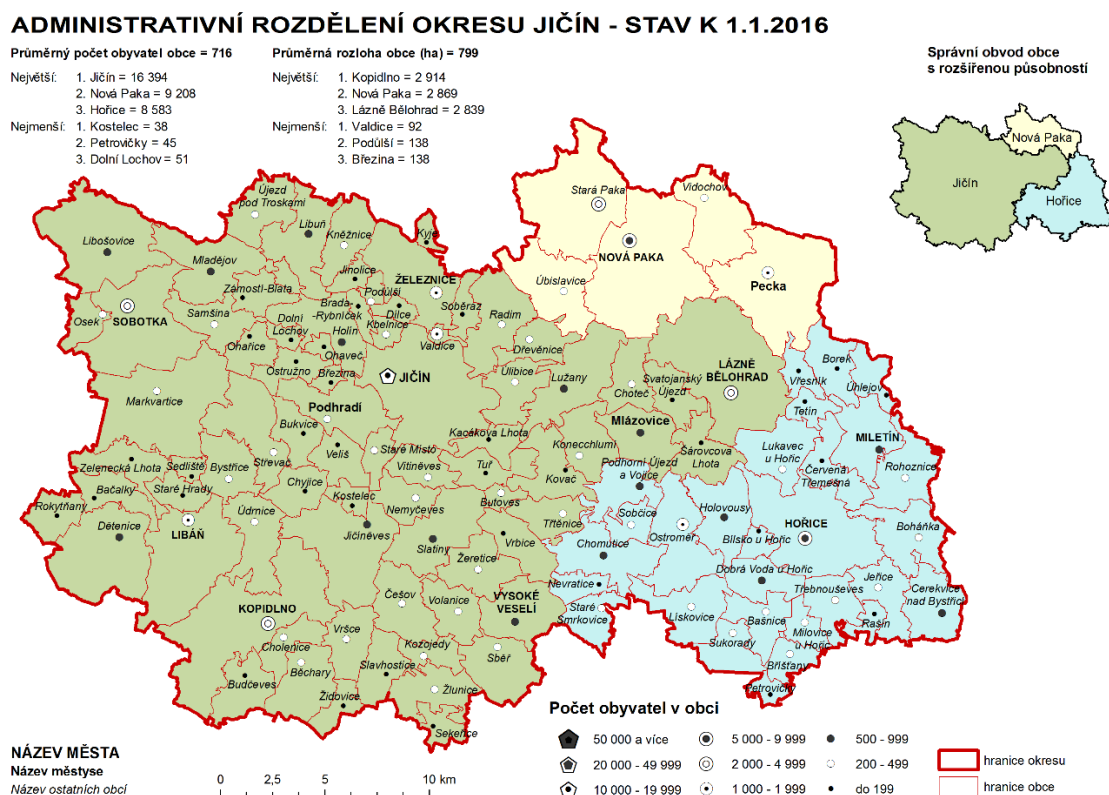 ADMINISTRATIVNÍ ROZDĚLENÍ OKRESU JIČÍN - STAV K 1.1.2016
Průměrný počet obyvatel obce = 716
Největší: 1. Jičín = 16 394
2. Nová Paka = 9 208
3. Hořice = 8 583
Nejmenší: 1. Kostelec = 38
2. Petrovičky = 45
3. Dolní Lochov = 51
Průměrná rozloha obce (ha) = 799
Největší: 1. Kopidlno = 2 914
2. Nová Paka = 2 869
3. Lázně Bělohrad = 2 839
Nejmenší: 1. Valdice = 92
2. Podůlší = 138
3. Březina = 138
Správní obvod obce
s rozšířenou působností
Nová Paka
Jičín
Hořice
Újezd
pod Troskami
Libuň
Kněžnice
Kyje
Stará Paka
Vidochov
Libošovice
Mladějov
Jinolice
ŽELEZNICE
NOVÁ PAKA
Zámostí-Blata
Podůlší
Úbislavice
Pecka
Osek
SOBOTKA
Samšina
Brada-
Rybníček
Dílce
Soběraz
Radim
Dolní
Lochov
Holín
Kbelnice
Valdice
Ohařice
Ohaveč
Dřevěnice
Borek
Ostružno
Březina
JIČÍN
Úlibice
Lužany
LÁZNĚ
BĚLOHRAD
Vřesník
Úhlejov
Markvartice
Choteč
Svatojanský
Újezd
Tetín
Podhradí
Mlázovice
MILETÍN
Bukvice
Veliš
Staré Místo
Kacákova Lhota
Konecchlumí
Lukavec
u Hořic
Zelenecká Lhota
Sedliště
Bystřice
Střevač
Vitiněves
Tuř
Podhorní Újezd
a Vojice
Šárovcova
Lhota
Červená
Třemešná
Rohoznice
Bačalky
Staré Hrady
Chyjice
Kovač
Rokytňany
Kostelec
Nemyčeves
Butoves
Dětenice
LIBÁŇ
Údrnice
Jičíněves
Třtěnice
Sobčice
Ostroměř
Holovousy
HOŘICE
Boháňka
Slatiny
Vrbice
Chomutice
Bílsko u Hořic
Žeretice
Dobrá Voda u Hořic
Nevratice
Jeřice
Cerekvice
nad Bystřicí
KOPIDLNO
Češov
Volanice
VYSOKÉ
VESELÍ
Staré
Smrkovice
Lískovice
Třebnouševes
Bašnice
Rašín
Cholenice
Vršce
Sukorady
Milovice
u Hořic
Běchary
Kozojedy
Sběř
Bříšťany
Budčeves
Slavhostice
Židovice
Žlunice
Petrovičky
Sekeřice
Počet obyvatel v obci
50 000 a více
5 000 - 9 999
500 - 999
20 000 - 49 999
2 000 - 4 999
200 - 499
10 000 - 19 999
1 000 - 1 999
do 199
hranice okresu
hranice obce
NÁZEV MĚSTA
Název městyse
Název ostatních obcí
0 2,5 5 10 km